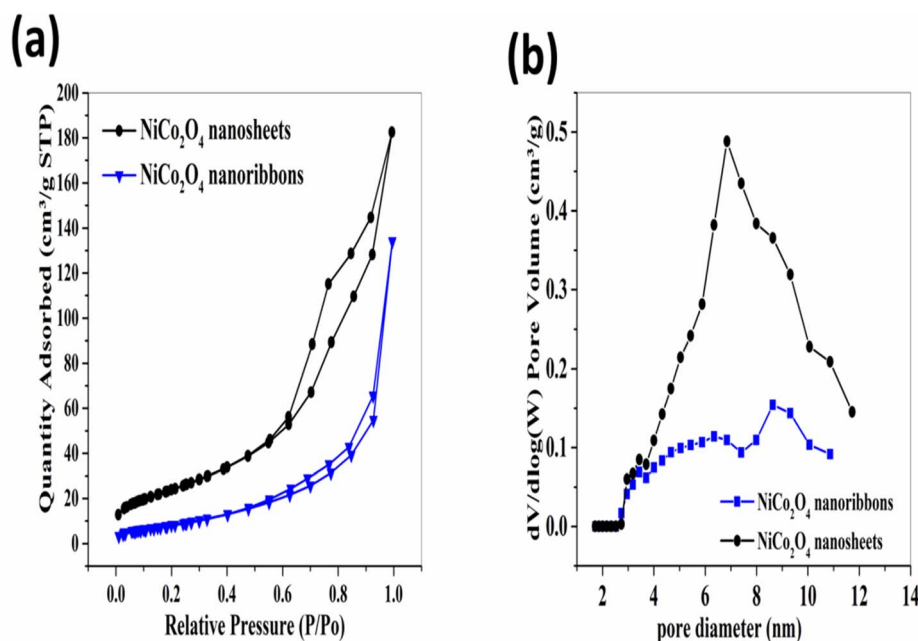 (a)
Quantity Adsorbed (cm³/g STP)
200
180
160
140
120
100
80
60
40
20
0
NiCo₂O₄ nanosheets
NiCo₂O₄ nanoribbons
0.0 0.2 0.4 0.6 0.8 1.0
Relative Pressure (P/Po)
(b)
dV/dlog(W) Pore Volume (cm³/g)
0.5
0.4
0.3
0.2
0.1
0.0
NiCo₂O₄ nanoribbons
NiCo₂O₄ nanosheets
2 4 6 8 10 12 14
pore diameter (nm)